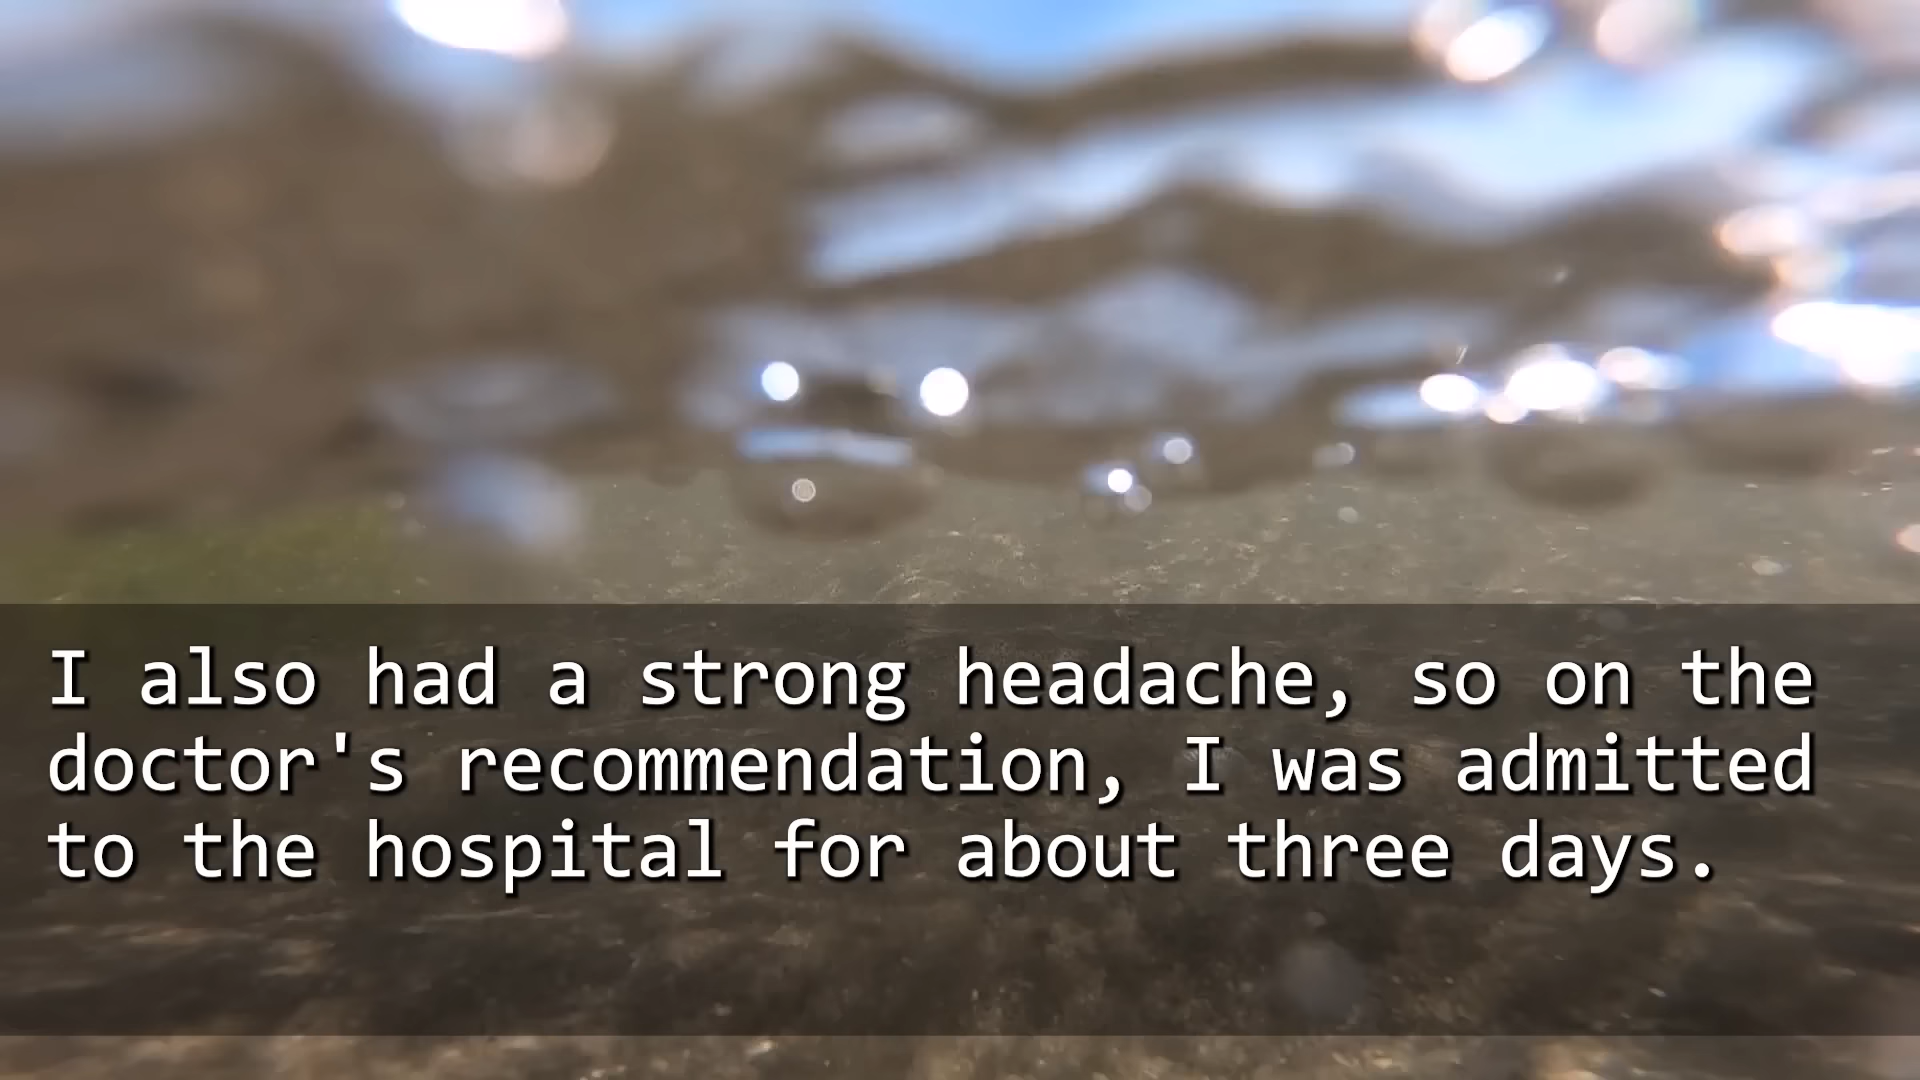 I also had a strong headache, so on the
doctor's recommendation, I was admitted
to the hospital for about three days.